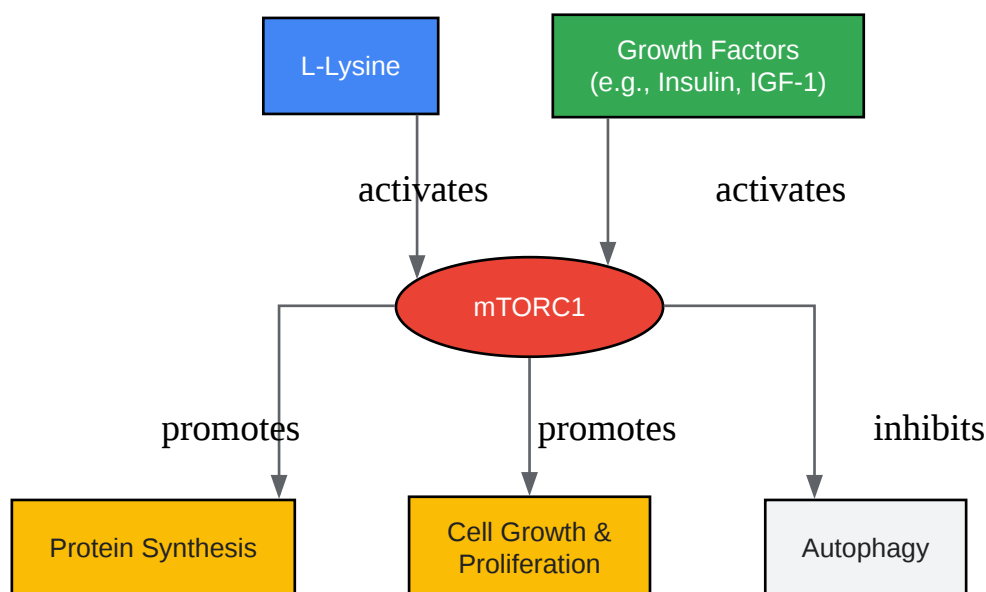 L-Lysine
Growth Factors
(e.g., Insulin, IGF-1)
activates
activates
mTORC1
promotes
promotes
inhibits
Protein Synthesis
Cell Growth &
Proliferation
Autophagy